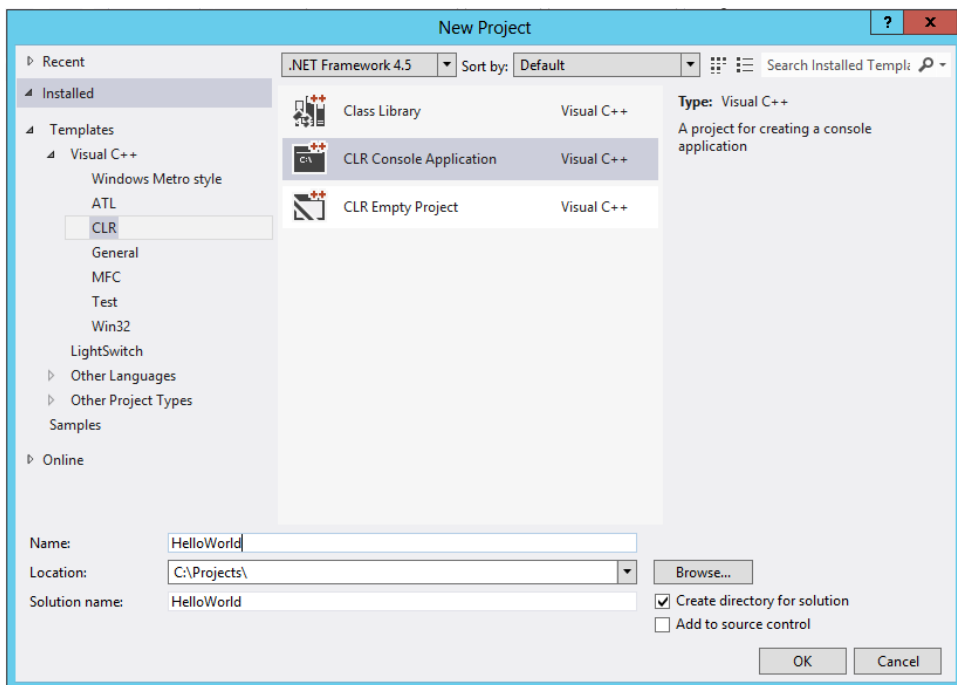 New Project
?
x
Recent
Installed
Templates
Visual C++
Windows Metro style
ATL
CLR
General
MFC
Test
Win32
LightSwitch
Other Languages
Other Project Types
Samples
Online
.NET Framework 4.5
Sort by: Default
Search Installed Templa
Class Library Visual C++
C:\ CLR Console Application Visual C++
CLR Empty Project Visual C++
Type: Visual C++
A project for creating a console
application
Name: HelloWorld
Location: C:\Projects\
Browse...
Solution name: HelloWorld
Create directory for solution
Add to source control
OK Cancel